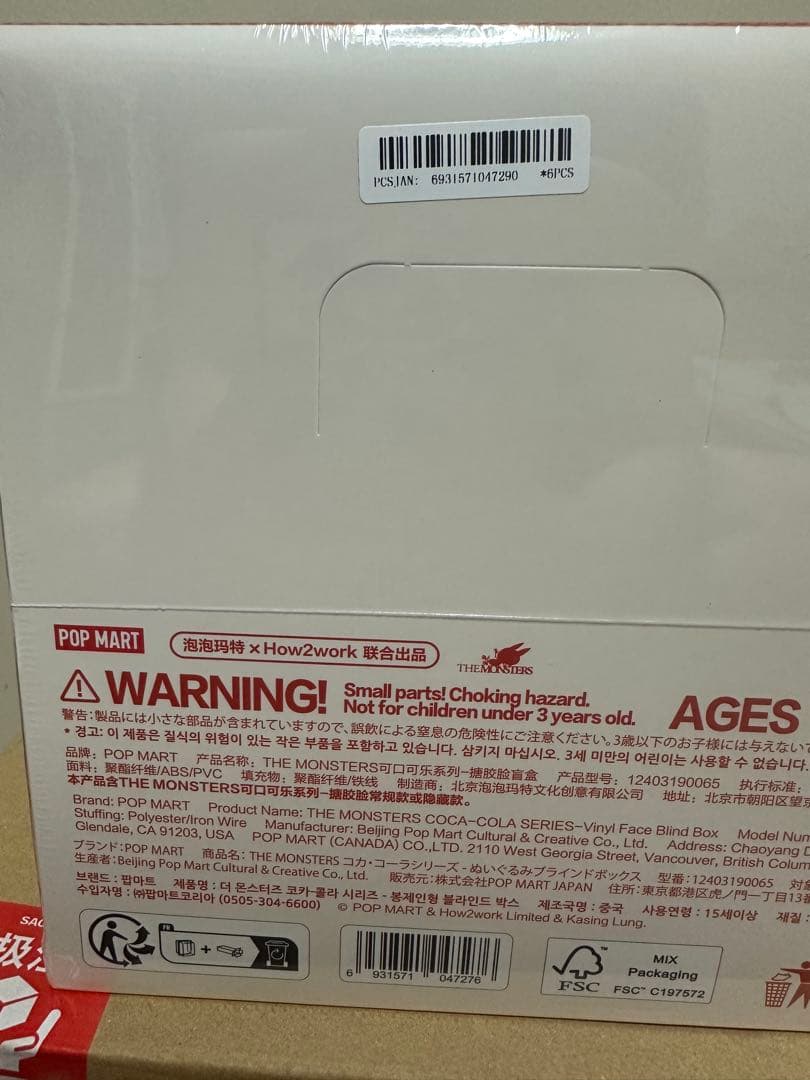 PCSJAN: 6931571047290 *6PCS
POP MART
泡泡玛特×How2work 联合出品
THE MONSTERS
WARNING!
Small parts! Choking hazard.
Not for children under 3 years old.
AGES
警告:製品には小さな部品が含まれていますので、誤飲による窒息の危険性にご注意ください。3歳以下のお子様には与えないで
* 경고: 이 제품은 질식의 위험이 있는 작은 부품을 포함하고 있습니다. 삼키지 마십시오. 3세 미만의 어린이는 사용할 수 없습니다.
品牌: POP MART 产品名称: THE MONSTERS可口可乐系列-搪胶脸盲盒 产品型号: 12403190065 执行标准:
面料: 聚酯纤维/ABS/PVC 填充物: 聚酯纤维/铁线 制造商: 北京泡泡玛特文化创意有限公司 地址: 北京市朝阳区望京
本产品含THE MONSTERS可口可乐系列-搪胶脸常规款或隐藏款。
Brand: POP MART Product Name: THE MONSTERS COCA-COLA SERIES-Vinyl Face Blind Box Model Num
Stuffing: Polyester/Iron Wire Manufacturer: Beijing Pop Mart Cultural & Creative Co., Ltd. Address: Chaoyang D
Glendale, CA 91203, USA POP MART (CANADA) CO.,LTD. 2110 West Georgia Street, Vancouver, British Colum
ブランド:POP MART 商品名: THE MONSTERS コカ・コーラシリーズ - ぬいぐるみブラインドボックス 型番:12403190065 対象
生産者:Beijing Pop Mart Cultural & Creative Co., Ltd. 販売元:株式会社POP MART JAPAN 住所:東京都港区虎ノ門一丁目13番
브랜드 : 팝마트 제품명 : 더 몬스터즈 코카-콜라 시리즈 - 봉제인형 블라인드 박스 제조국명 : 중국 사용연령 : 15세이상 재질 :
수입자명 : ㈜팝마트코리아 (0505-304-6600) © POP MART & How2work Limited & Kasing Lung.
FR
+
6 931571 047276
FSC™
MIX
Packaging
FSC™ C197572
SAG
扱注